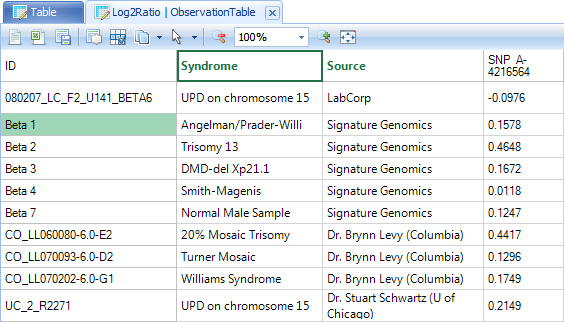 Table Log2Ratio | ObservationTable
100%
ID Syndrome Source SNP_A-
4216564
080207_LC_F2_U141_BETA6 UPD on chromosome 15 LabCorp -0.0976
Beta 1 Angelman/Prader-Willi Signature Genomics 0.1578
Beta 2 Trisomy 13 Signature Genomics 0.4648
Beta 3 DMD-del Xp21.1 Signature Genomics 0.1672
Beta 4 Smith-Magenis Signature Genomics 0.0118
Beta 7 Normal Male Sample Signature Genomics 0.1247
CO_LL060080-6.0-E2 20% Mosaic Trisomy Dr. Brynn Levy (Columbia) 0.4417
CO_LL070093-6.0-D2 Turner Mosaic Dr. Brynn Levy (Columbia) 0.1296
CO_LL070202-6.0-G1 Williams Syndrome Dr. Brynn Levy (Columbia) 0.1749
UC_2_R2271 UPD on chromosome 15 Dr. Stuart Schwartz (U of
Chicago) 0.2149